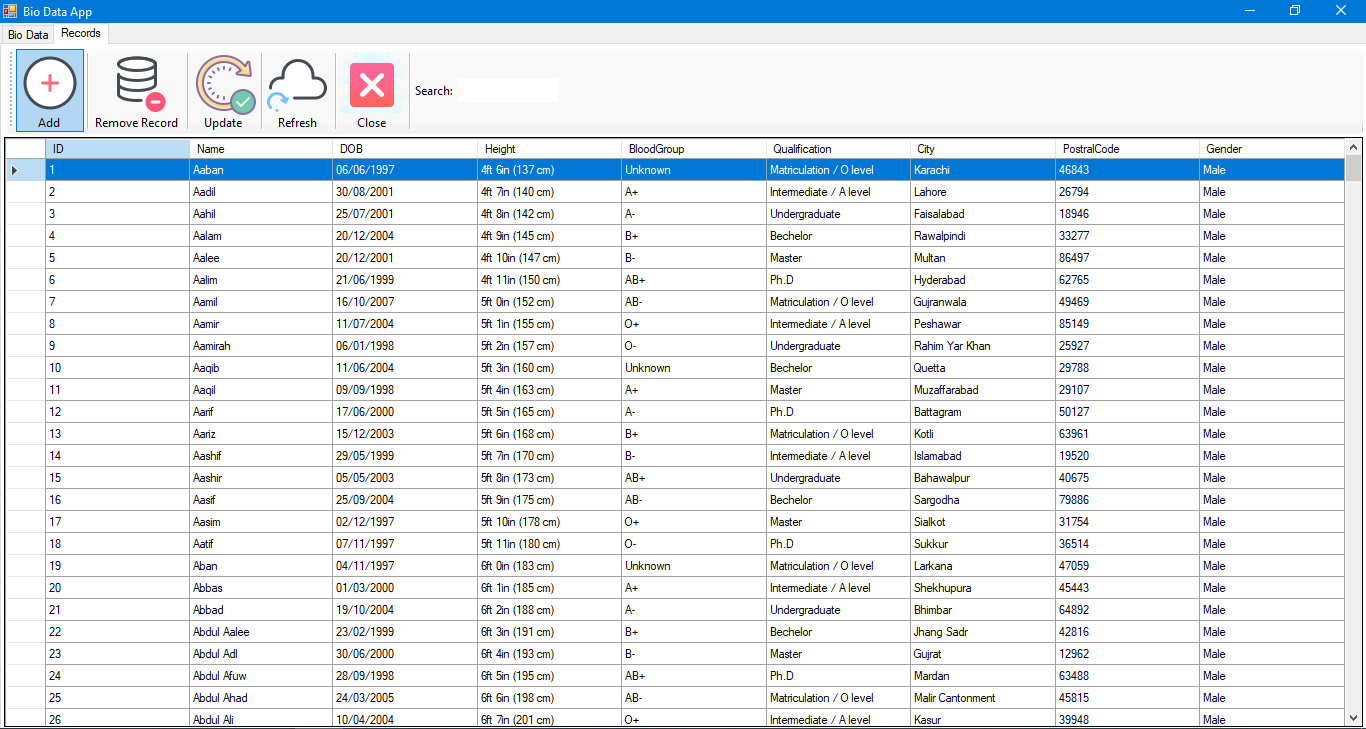 Bio Data App
Bio Data Records
Add Remove Record Update Refresh Close Search:
ID Name DOB Height BloodGroup Qualification City PostralCode Gender
1 Aaban 06/06/1997 4ft 6in (137 cm) Unknown Matriculation / O level Karachi 46843 Male
2 Aadil 30/08/2001 4ft 7in (140 cm) A+ Intermediate / A level Lahore 26794 Male
3 Aahil 25/07/2001 4ft 8in (142 cm) A- Undergraduate Faisalabad 18946 Male
4 Aalam 20/12/2004 4ft 9in (145 cm) B+ Bechelor Rawalpindi 33277 Male
5 Aalee 20/12/2001 4ft 10in (147 cm) B- Master Multan 86497 Male
6 Aalim 21/06/1999 4ft 11in (150 cm) AB+ Ph.D Hyderabad 62765 Male
7 Aamil 16/10/2007 5ft 0in (152 cm) AB- Matriculation / O level Gujranwala 49469 Male
8 Aamir 11/07/2004 5ft 1in (155 cm) O+ Intermediate / A level Peshawar 85149 Male
9 Aamirah 06/01/1998 5ft 2in (157 cm) O- Undergraduate Rahim Yar Khan 25927 Male
10 Aaqib 11/06/2004 5ft 3in (160 cm) Unknown Bechelor Quetta 29788 Male
11 Aaqil 09/09/1998 5ft 4in (163 cm) A+ Master Muzaffarabad 29107 Male
12 Aarif 17/06/2000 5ft 5in (165 cm) A- Ph.D Battagram 50127 Male
13 Aariz 15/12/2003 5ft 6in (168 cm) B+ Matriculation / O level Kotli 63961 Male
14 Aashif 29/05/1999 5ft 7in (170 cm) B- Intermediate / A level Islamabad 19520 Male
15 Aashir 05/05/2003 5ft 8in (173 cm) AB+ Undergraduate Bahawalpur 40675 Male
16 Aasif 25/09/2004 5ft 9in (175 cm) AB- Bechelor Sargodha 79886 Male
17 Aasim 02/12/1997 5ft 10in (178 cm) O+ Master Sialkot 31754 Male
18 Aatif 07/11/1997 5ft 11in (180 cm) O- Ph.D Sukkur 36514 Male
19 Aban 04/11/1997 6ft 0in (183 cm) Unknown Matriculation / O level Larkana 47059 Male
20 Abbas 01/03/2000 6ft 1in (185 cm) A+ Intermediate / A level Shekhupura 45443 Male
21 Abbad 19/10/2004 6ft 2in (188 cm) A- Undergraduate Bhimbar 64892 Male
22 Abdul Aalee 23/02/1999 6ft 3in (191 cm) B+ Bechelor Jhang Sadr 42816 Male
23 Abdul Adl 30/06/2000 6ft 4in (193 cm) B- Master Gujrat 12962 Male
24 Abdul Afuw 28/09/1998 6ft 5in (195 cm) AB+ Ph.D Mardan 63488 Male
25 Abdul Ahad 24/03/2005 6ft 6in (198 cm) AB- Matriculation / O level Malir Cantonment 45815 Male
26 Abdul Ali 10/04/2004 6ft 7in (201 cm) O+ Intermediate / A level Kasur 39948 Male